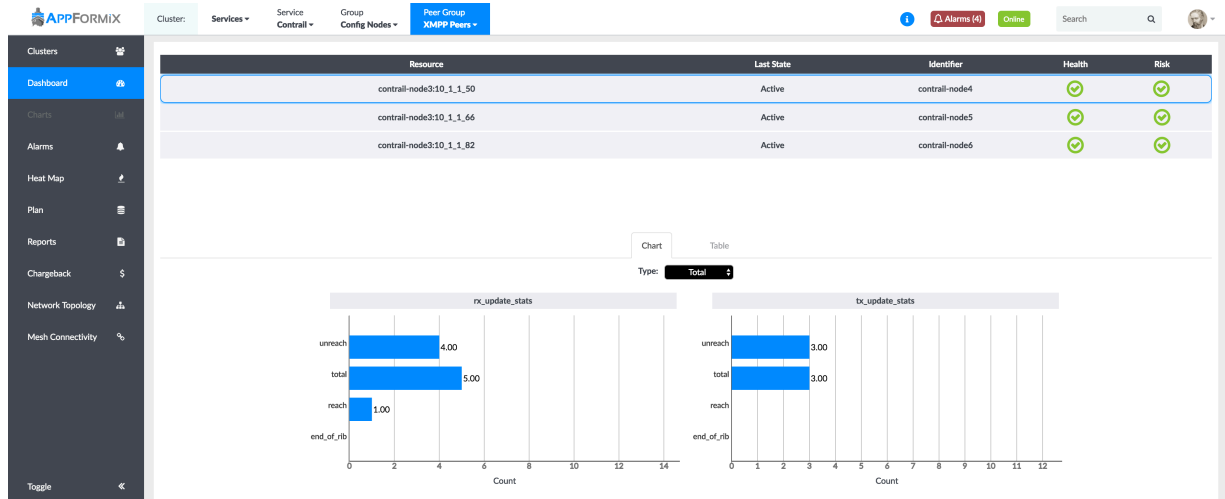 APPFORMIX
Cluster:
Services
Service
Contrail
Group
Config Nodes
Peer Group
XMPP Peers
Alarms (4)
Online
Search
Clusters
Dashboard
Charts
Alarms
Heat Map
Plan
Reports
Chargeback
Network Topology
Mesh Connectivity
Toggle
Resource Last State Identifier Health Risk
contrail-node3:10_1_1_50 Active contrail-node4
contrail-node3:10_1_1_66 Active contrail-node5
contrail-node3:10_1_1_82 Active contrail-node6
Chart Table
Type: Total
rx_update_stats
unreach 4.00
total 5.00
reach 1.00
end_of_rib
0 2 4 6 8 10 12 14
Count
tx_update_stats
unreach 3.00
total 3.00
reach
end_of_rib
0 1 2 3 4 5 6 7 8 9 10 11 12
Count